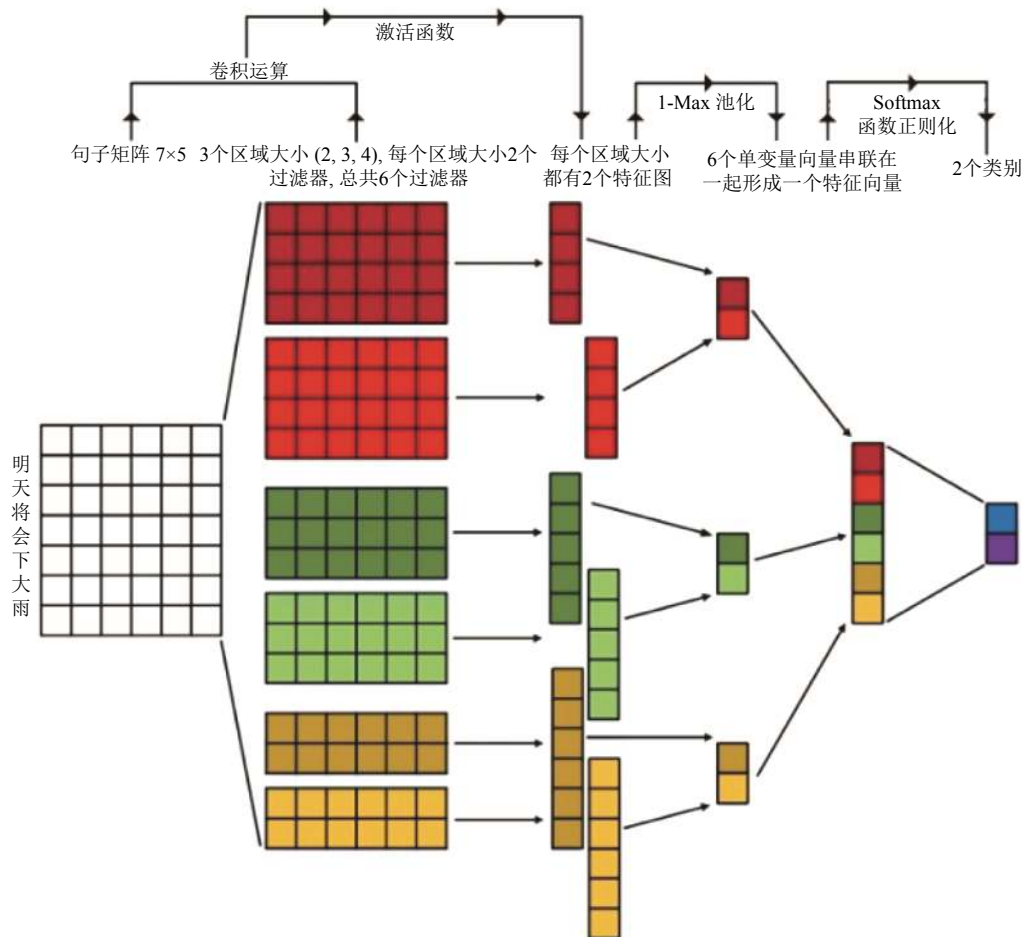 激活函数
卷积运算
1-Max 池化
Softmax
函数正则化
句子矩阵 7×5
3个区域大小 (2, 3, 4), 每个区域大小2个
过滤器, 总共6个过滤器
每个区域大小
都有2个特征图
6个单变量向量串联在
一起形成一个特征向量
2个类别
明天将会下大雨